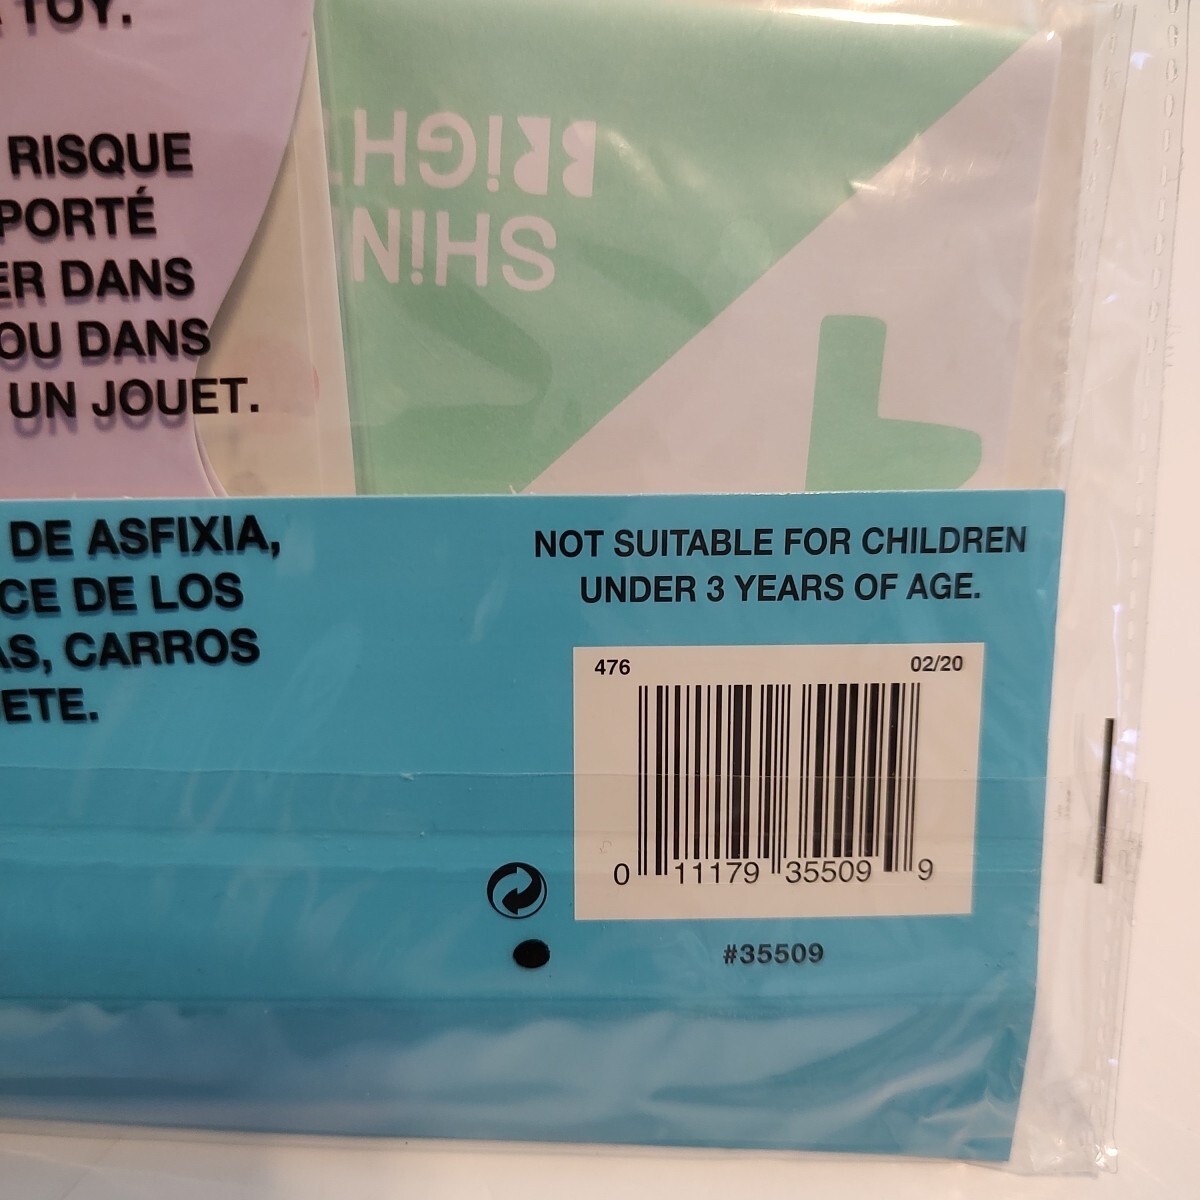 TOY.
RISQUE
PORTÉ
ER DANS
OU DANS
UN JOUET.
BRiGH
SHiN
DE ASFIXIA,
CE DE LOS
AS, CARROS
ETE.
NOT SUITABLE FOR CHILDREN
UNDER 3 YEARS OF AGE.
476 02/20
0 11179 35509 9
#35509